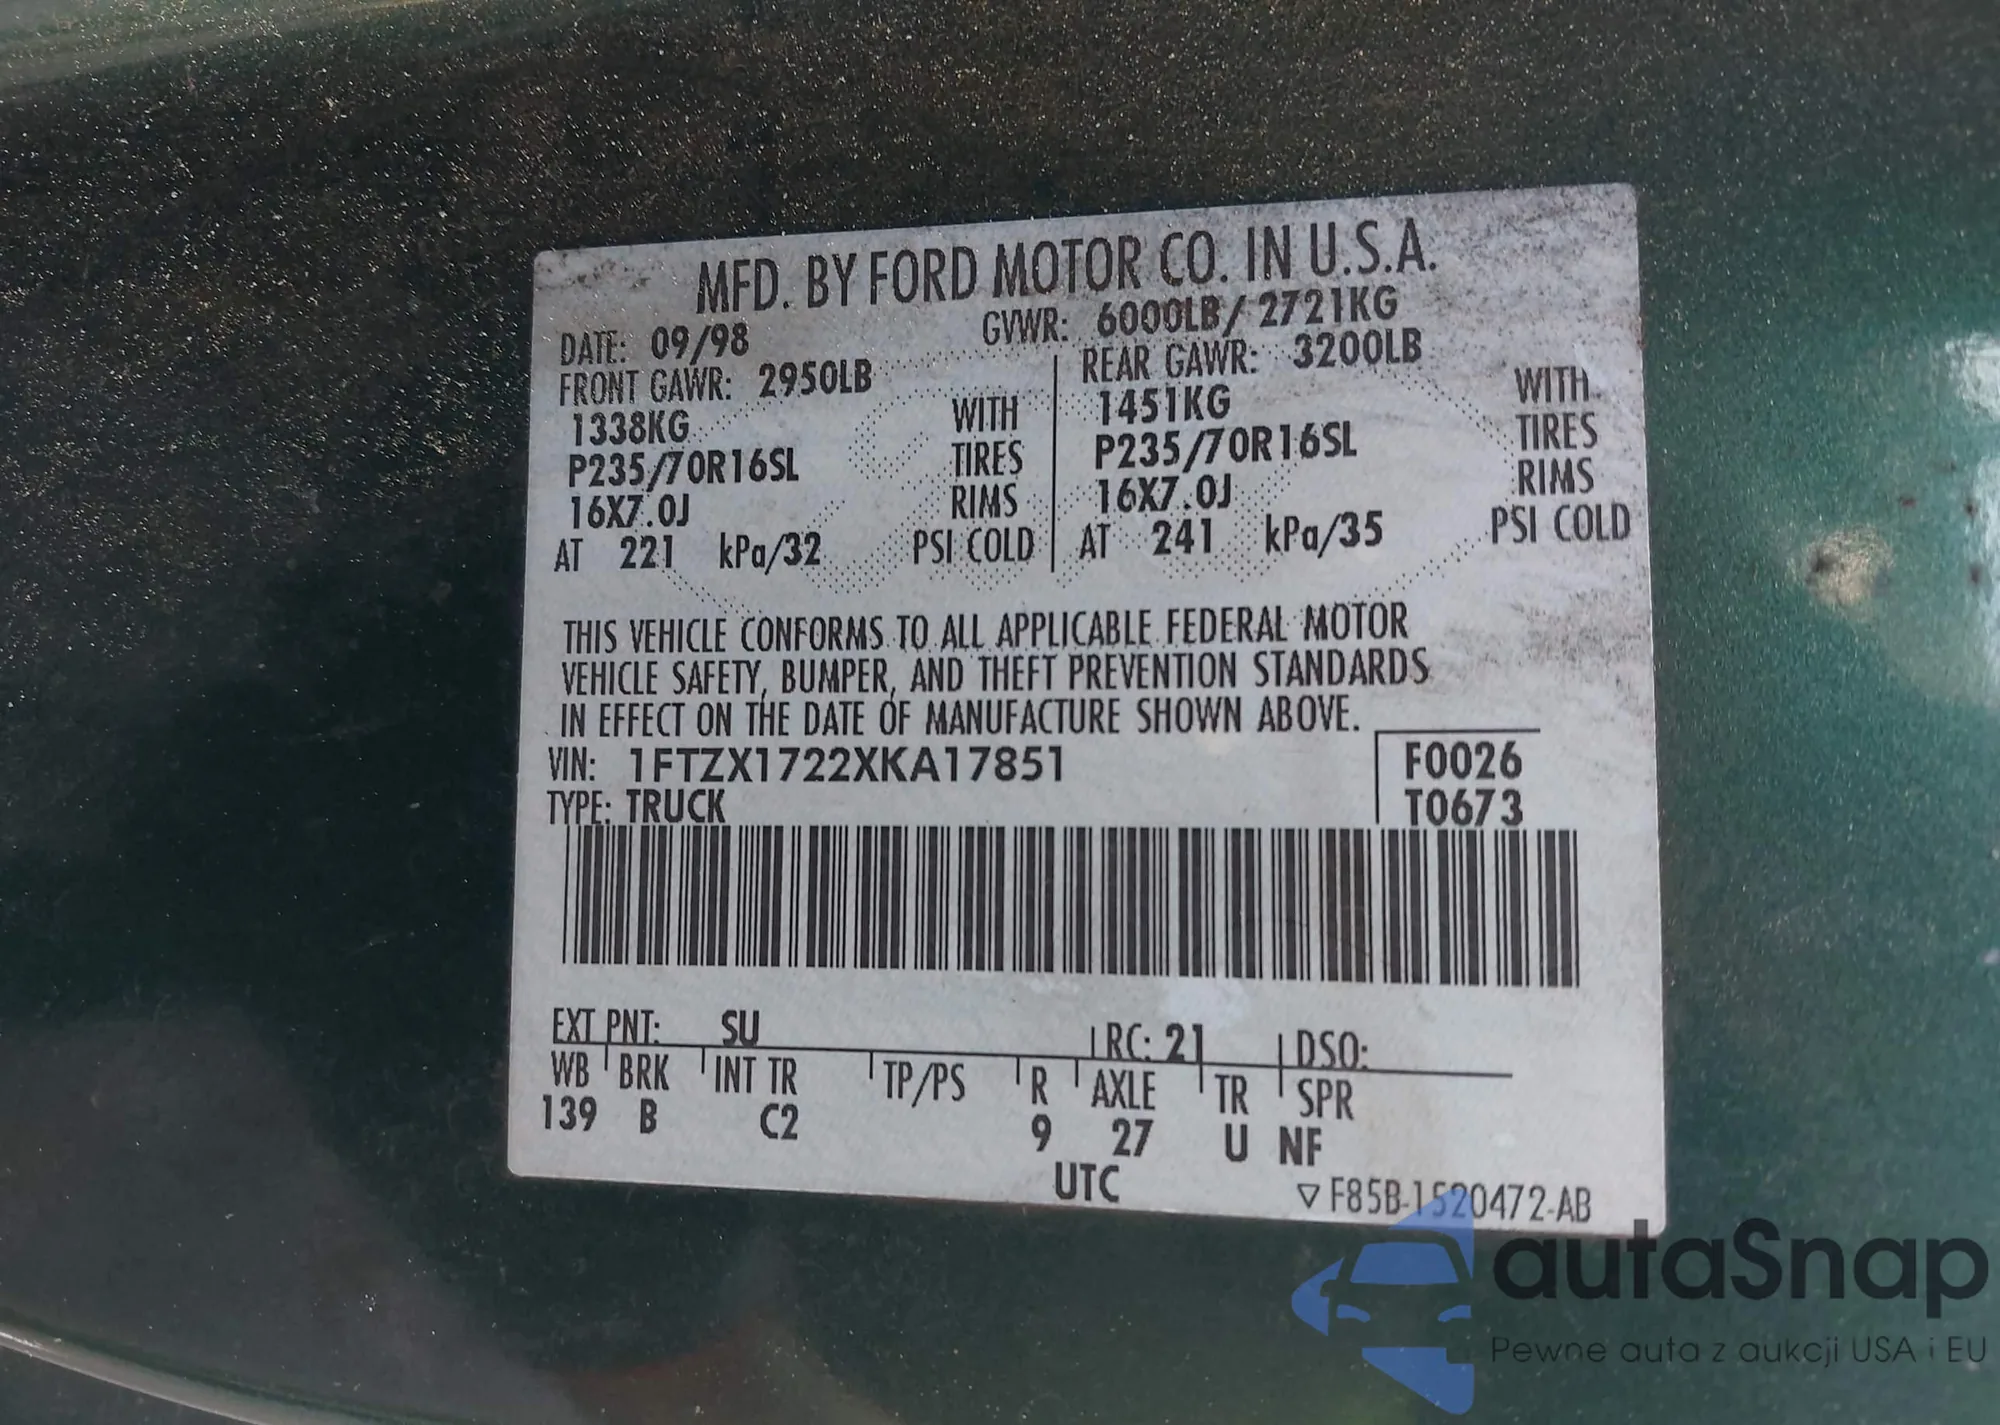 MFD. BY FORD MOTOR CO. IN U.S.A.
DATE: 09/98 GVWR: 6000LB/ 2721KG
FRONT GAWR: 2950LB REAR GAWR: 3200LB
1338KG WITH 1451KG WITH
P235/70R16SL TIRES P235/70R16SL TIRES
16X7.0J RIMS 16X7.0J RIMS
AT 221 kPa/32 PSI COLD AT 241 kPa/35 PSI COLD
THIS VEHICLE CONFORMS TO ALL APPLICABLE FEDERAL MOTOR
VEHICLE SAFETY, BUMPER, AND THEFT PREVENTION STANDARDS
IN EFFECT ON THE DATE OF MANUFACTURE SHOWN ABOVE.
VIN: 1FTZX1722XKA17851 F0026
TYPE: TRUCK T0673
EXT PNT: SU RC: 21 DSO:
WB BRK INT TR TP/PS R AXLE TR SPR
139 B C2 9 27 U NF
UTC
▽ F85B-1520472-AB
autaSnap
Pewne auta z aukcji USA i EU